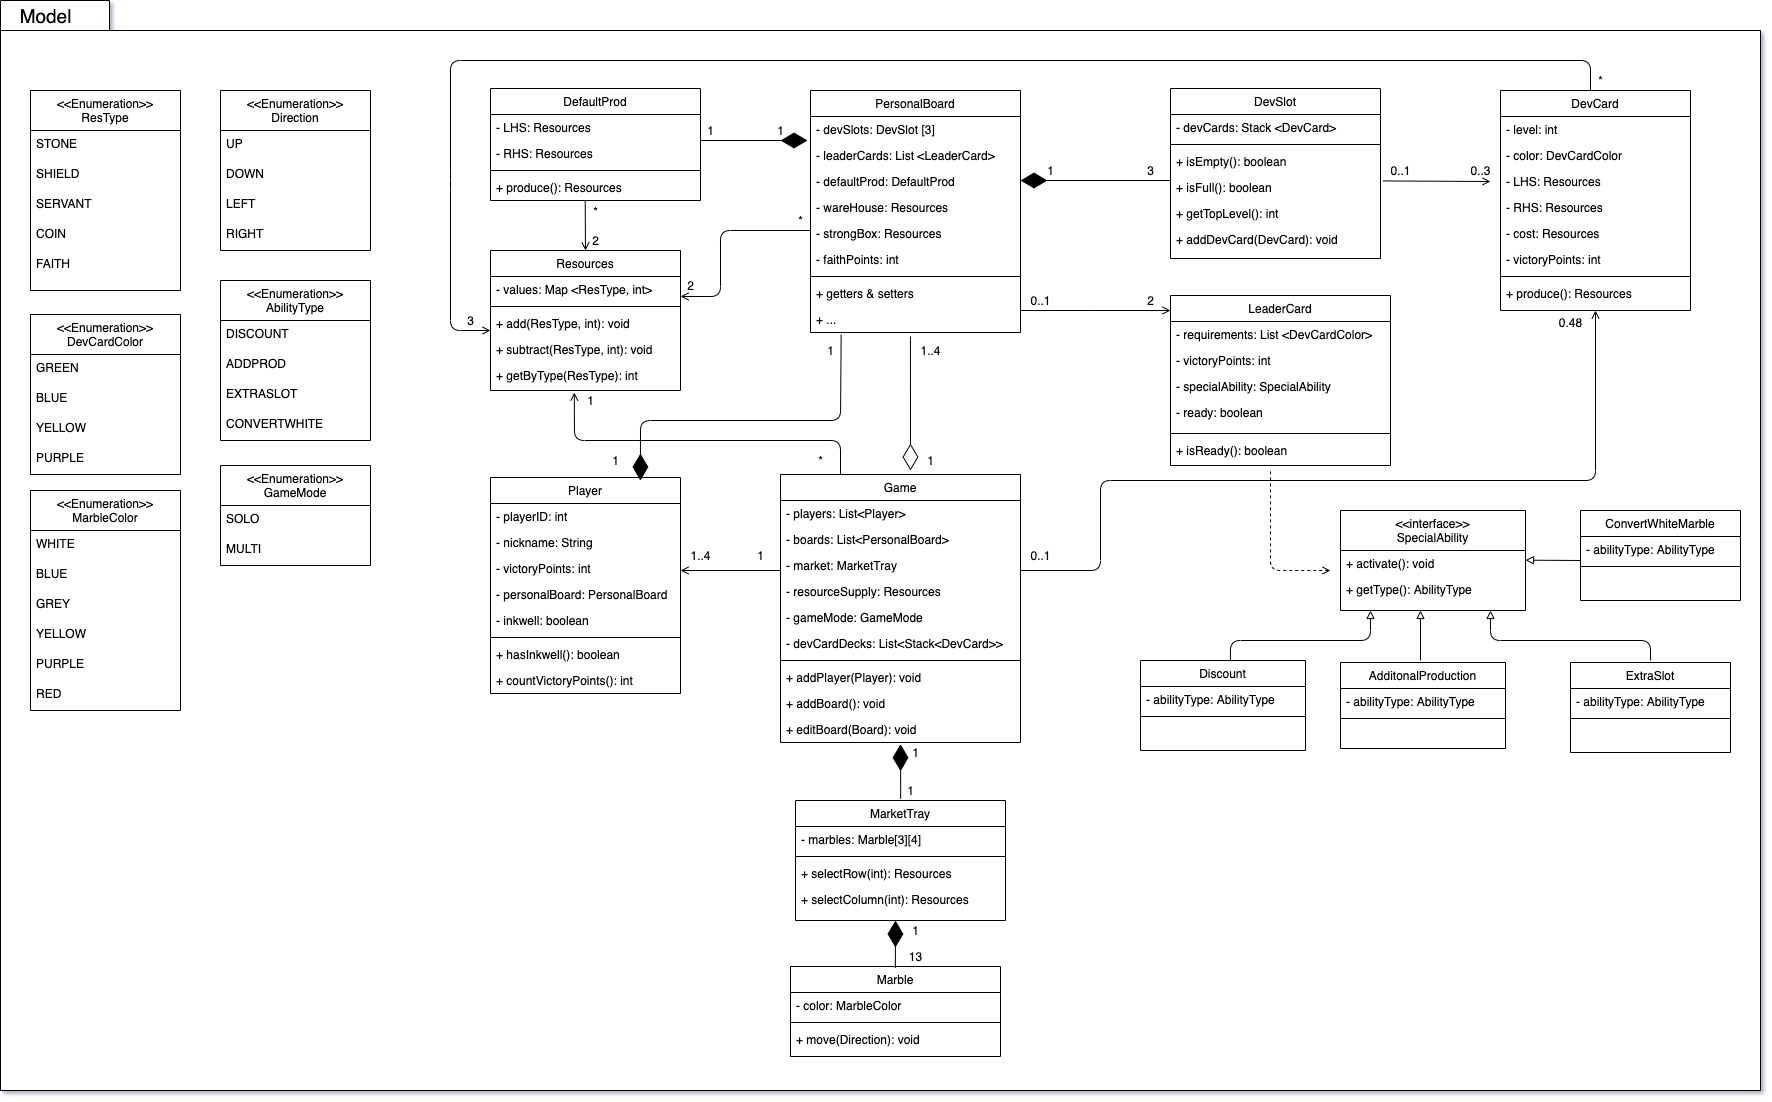 Model
<<Enumeration>>
ResType
STONE
SHIELD
SERVANT
COIN
FAITH
<<Enumeration>>
Direction
UP
DOWN
LEFT
RIGHT
<<Enumeration>>
DevCardColor
GREEN
BLUE
YELLOW
PURPLE
<<Enumeration>>
AbilityType
DISCOUNT
ADDPROD
EXTRASLOT
CONVERTWHITE
<<Enumeration>>
MarbleColor
WHITE
BLUE
GREY
YELLOW
PURPLE
RED
<<Enumeration>>
GameMode
SOLO
MULTI
DefaultProd
- LHS: Resources
- RHS: Resources
+ produce(): Resources
1
1
*
2
Resources
- values: Map <ResType, int>
+ add(ResType, int): void
+ subtract(ResType, int): void
+ getByType(ResType): int
3
*
2
1
*
PersonalBoard
- devSlots: DevSlot [3]
- leaderCards: List <LeaderCard>
- defaultProd: DefaultProd
- wareHouse: Resources
- strongBox: Resources
- faithPoints: int
+ getters & setters
+ ...
1
3
0..1
2
1
1..4
1
1
DevSlot
- devCards: Stack <DevCard>
+ isEmpty(): boolean
+ isFull(): boolean
+ getTopLevel(): int
+ addDevCard(DevCard): void
0..1
0..3
*
DevCard
- level: int
- color: DevCardColor
- LHS: Resources
- RHS: Resources
- cost: Resources
- victoryPoints: int
+ produce(): Resources
0.48
LeaderCard
- requirements: List <DevCardColor>
- victoryPoints: int
- specialAbility: SpecialAbility
- ready: boolean
+ isReady(): boolean
Player
- playerID: int
- nickname: String
- victoryPoints: int
- personalBoard: PersonalBoard
- inkwell: boolean
+ hasInkwell(): boolean
+ countVictoryPoints(): int
1..4
1
Game
- players: List<Player>
- boards: List<PersonalBoard>
- market: MarketTray
- resourceSupply: Resources
- gameMode: GameMode
- devCardDecks: List<Stack<DevCard>>
+ addPlayer(Player): void
+ addBoard(): void
+ editBoard(Board): void
0..1
<<interface>>
SpecialAbility
+ activate(): void
+ getType(): AbilityType
ConvertWhiteMarble
- abilityType: AbilityType
Discount
- abilityType: AbilityType
AdditonalProduction
- abilityType: AbilityType
ExtraSlot
- abilityType: AbilityType
1
1
MarketTray
- marbles: Marble[3][4]
+ selectRow(int): Resources
+ selectColumn(int): Resources
1
13
Marble
- color: MarbleColor
+ move(Direction): void